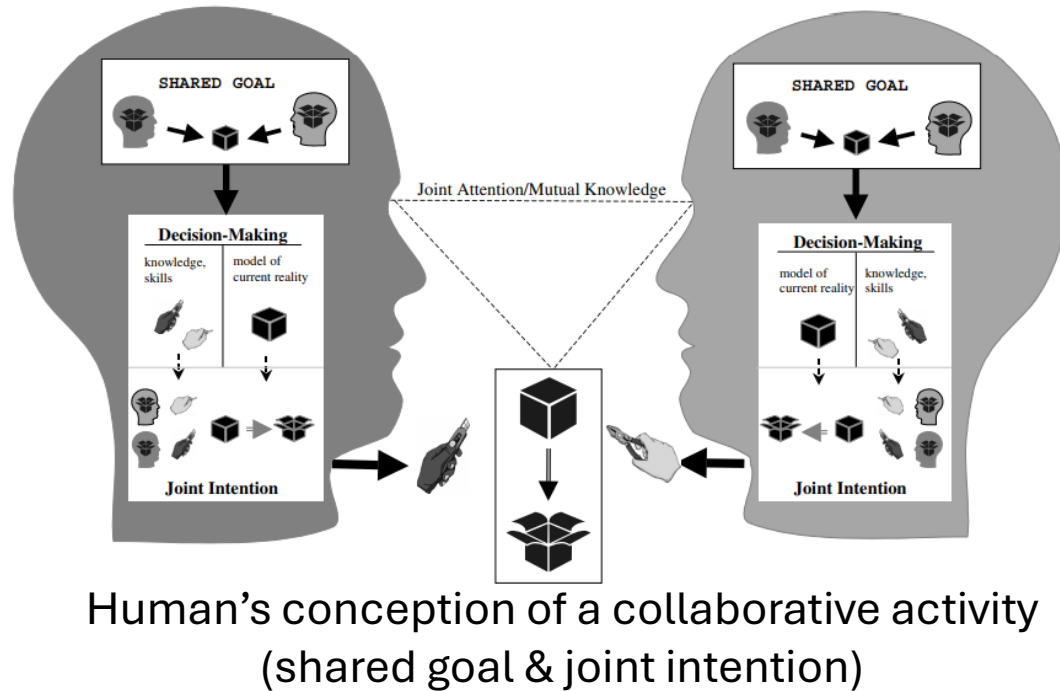 SHARED GOAL
Decision-Making
knowledge,
skills
model of
current reality
Joint Intention
Joint Attention/Mutual Knowledge
SHARED GOAL
Decision-Making
model of
current reality
knowledge,
skills
Joint Intention
Human's conception of a collaborative activity
(shared goal & joint intention)